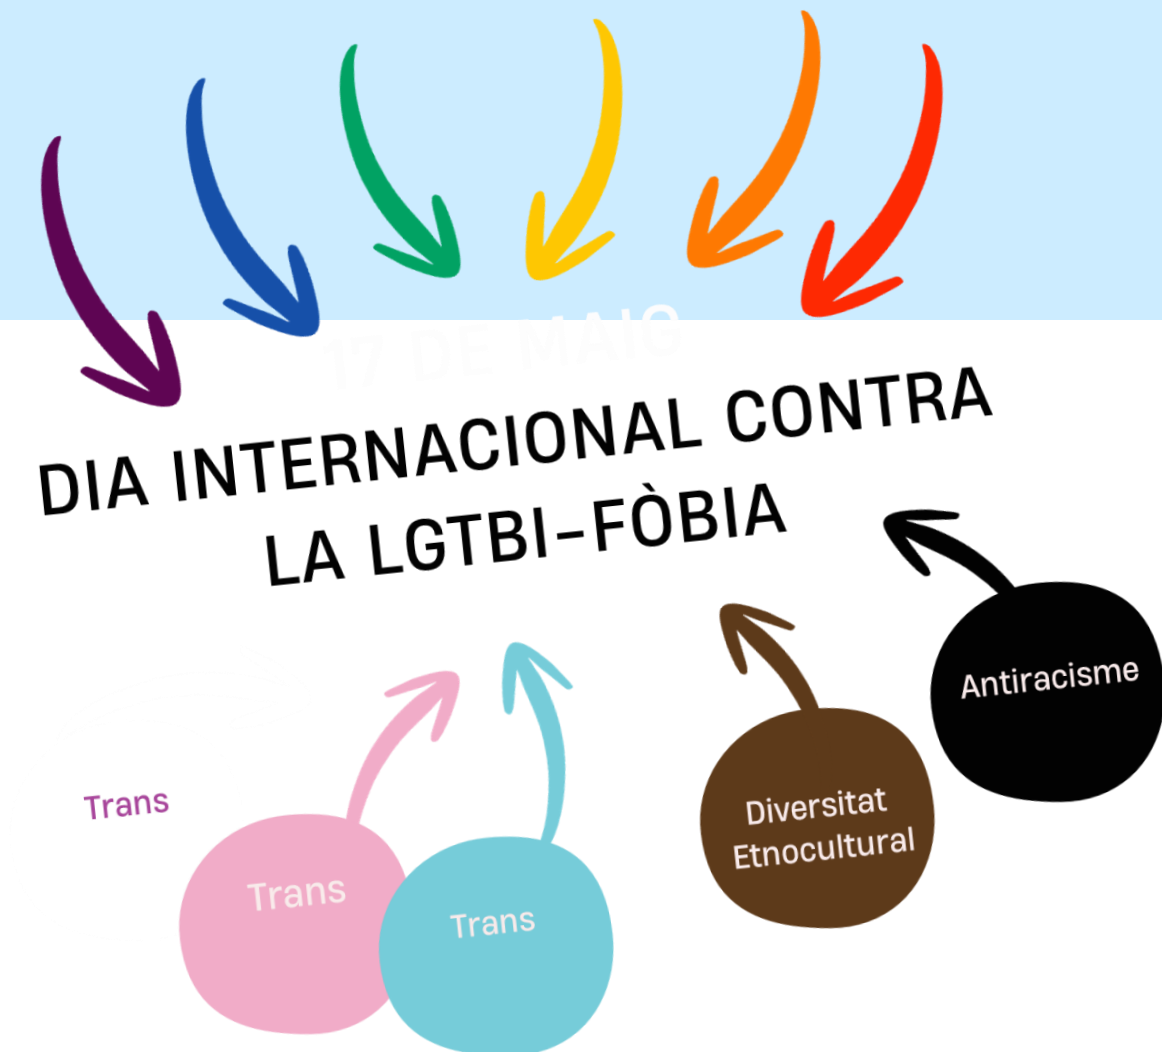 17 DE MAIG
DIA INTERNACIONAL CONTRA
LA LGTBI-FÒBIA
Antiracisme
Diversitat
Etnocultural
Trans
Trans
Trans